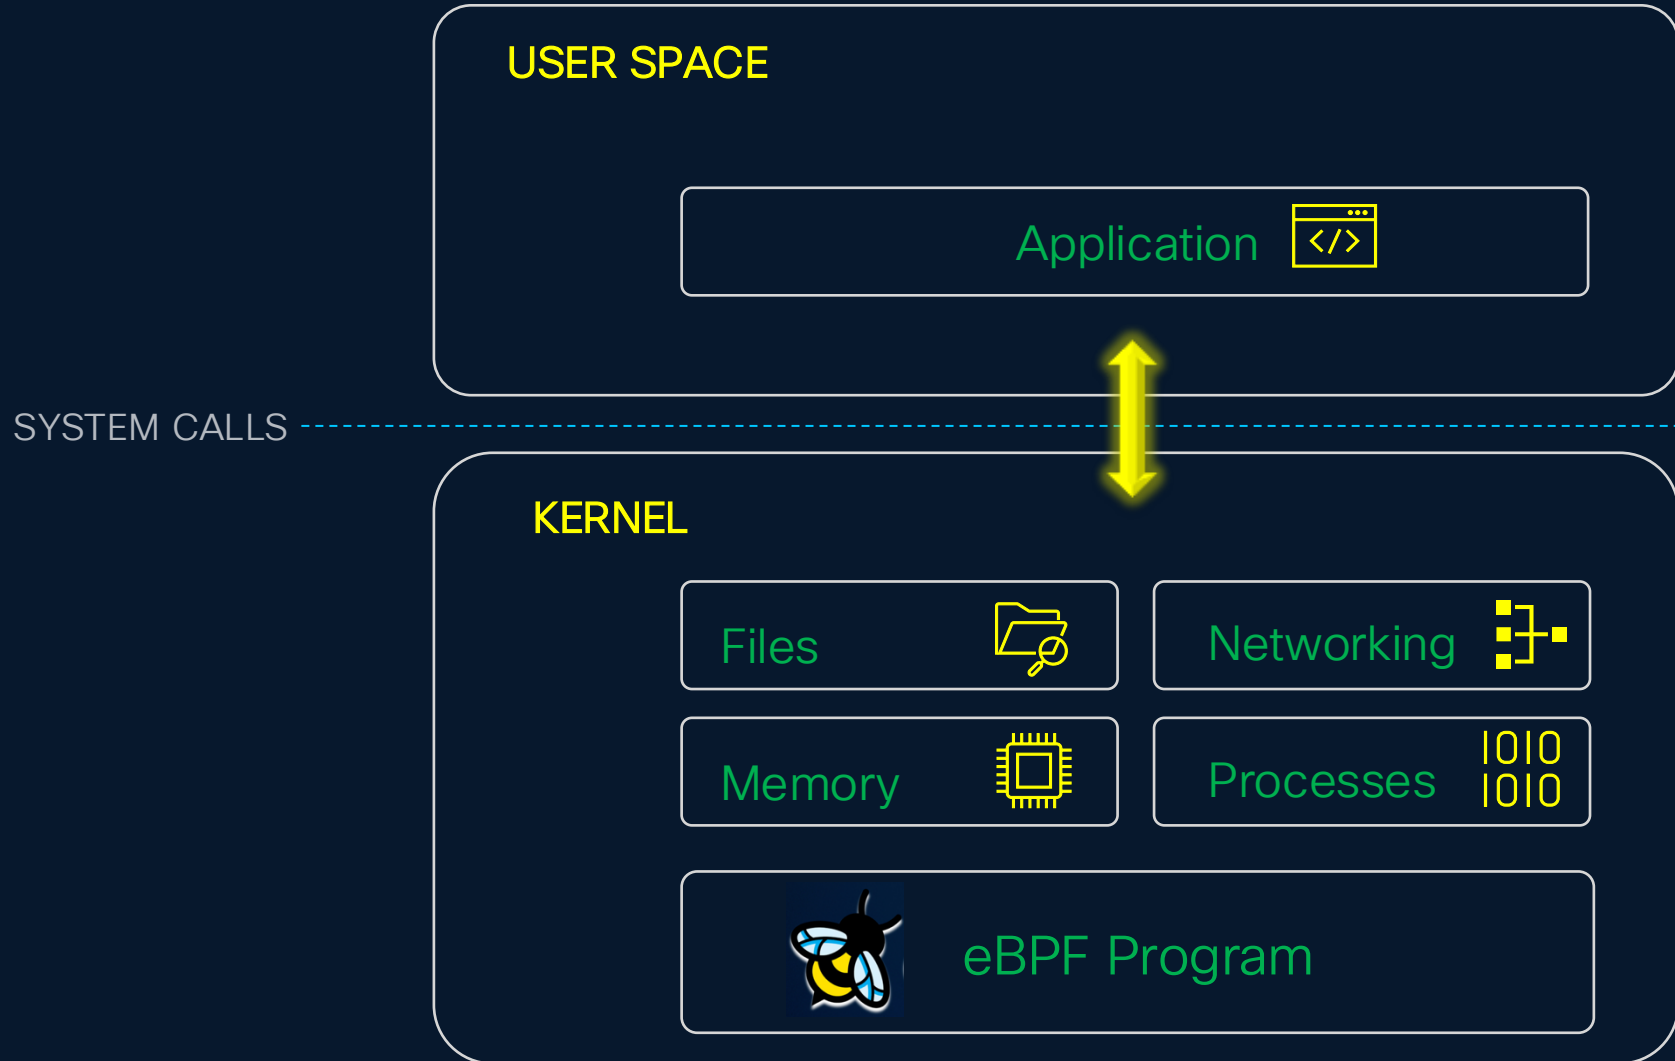 USER SPACE
Application
</>
SYSTEM CALLS
KERNEL
Files
Networking
Memory
Processes
1010
1010
eBPF Program